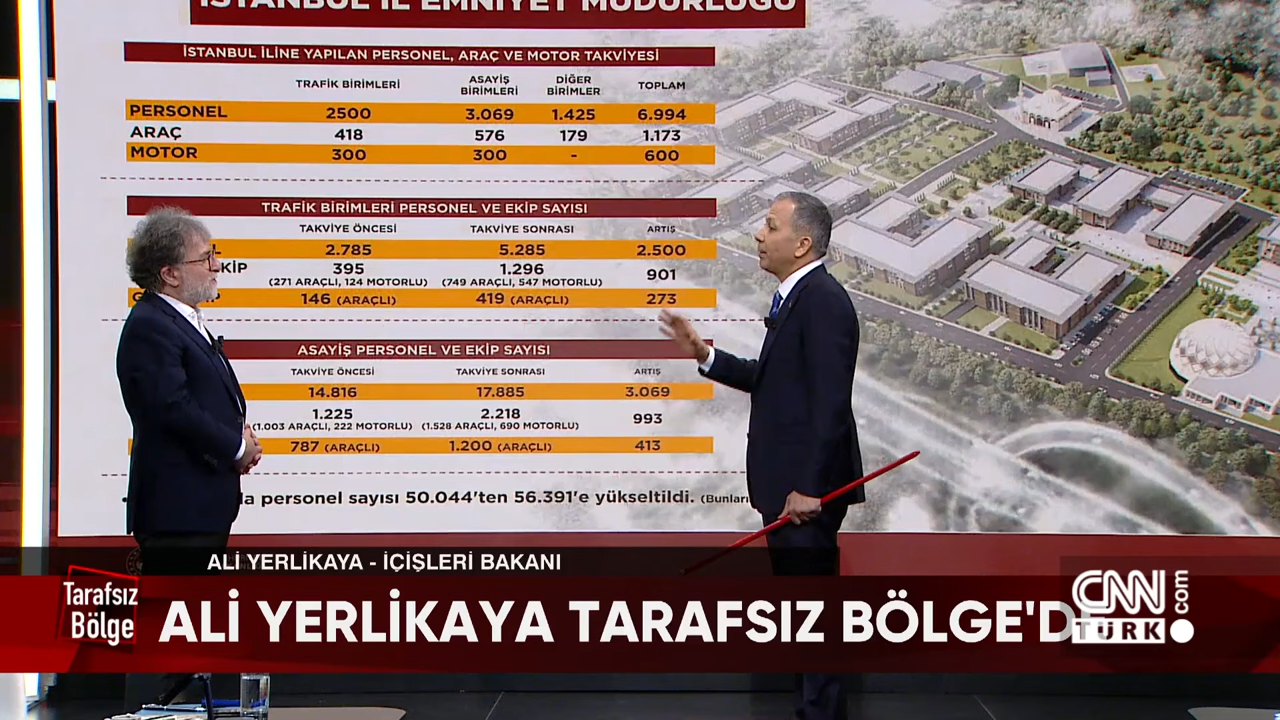 İSTANBUL İL EMNİYET MÜDÜRLÜĞÜ
İSTANBUL İLİNE YAPILAN PERSONEL, ARAÇ VE MOTOR TAKVİYESİ
TRAFİK BİRİMLERİ ASAYİŞ BİRİMLERİ DİĞER BİRİMLER TOPLAM
PERSONEL 2500 3.069 1.425 6.994
ARAÇ 418 576 179 1.173
MOTOR 300 300 - 600
TRAFİK BİRİMLERİ PERSONEL VE EKİP SAYISI
TAKVİYE ÖNCESİ TAKVİYE SONRASI ARTIŞ
2.785 5.285 2.500
KİP 395 1.296 901
(271 ARAÇLI, 124 MOTORLU) (749 ARAÇLI, 547 MOTORLU)
146 (ARAÇLI) 419 (ARAÇLI) 273
ASAYİŞ PERSONEL VE EKİP SAYISI
TAKVİYE ÖNCESİ TAKVİYE SONRASI ARTIŞ
14.816 17.885 3.069
1.225 2.218 993
(1.003 ARAÇLI, 222 MOTORLU) (1.528 ARAÇLI, 690 MOTORLU)
787 (ARAÇLI) 1.200 (ARAÇLI) 413
da personel sayısı 50.044'ten 56.391'e yükseltildi. (Bunları
ALİ YERLİKAYA - İÇİŞLERİ BAKANI
Tarafsız
Bölge
ALİ YERLİKAYA TARAFSIZ BÖLGE'D
CNN
TÜRK
.com